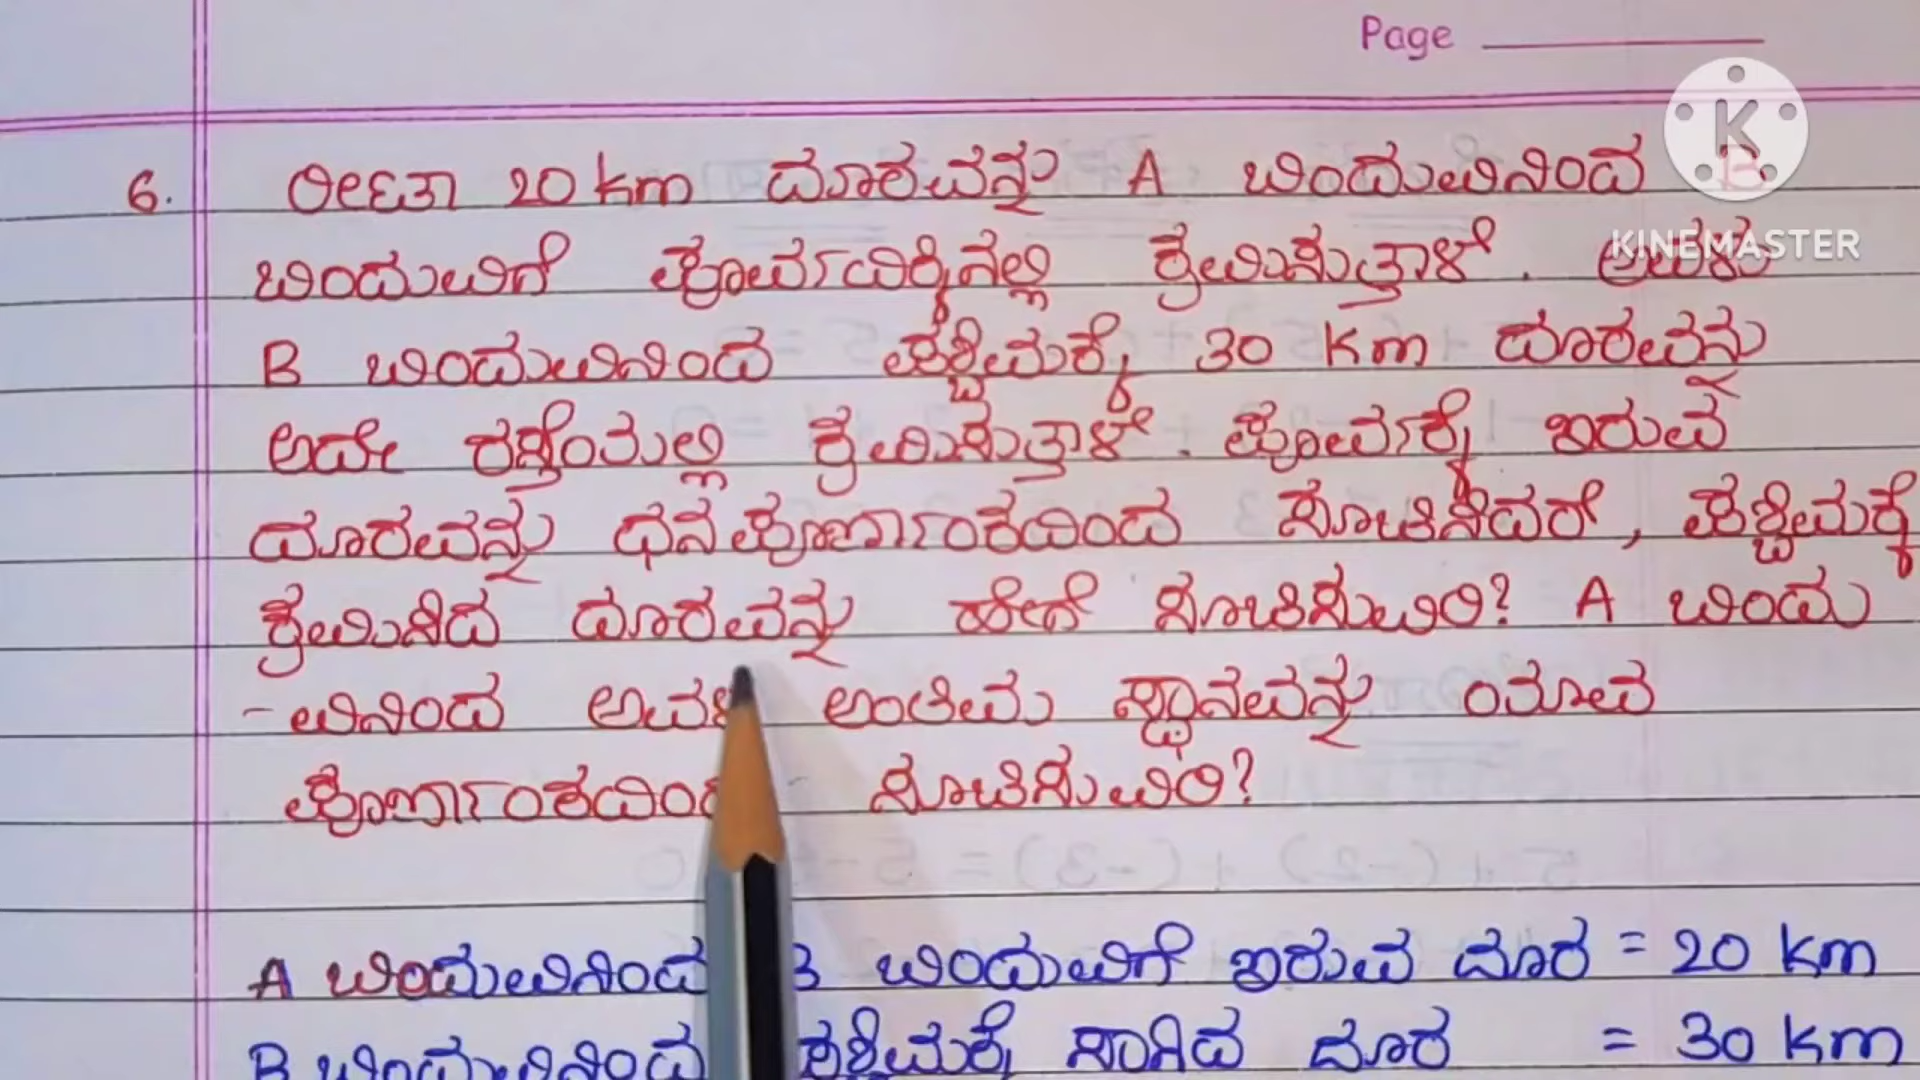 Page
6. ರೀಟಾ 20 km ದೂರವನ್ನು A ಬಿಂದುವಿನಿಂದ B
KINEMASTER
ಬಿಂದುವಿಗೆ ಪೂರ್ವದಿಕ್ಕಿನಲ್ಲಿ ಕ್ರಮಿಸುತ್ತಾಳೆ. ಅವಳು
B ಬಿಂದುವಿನಿಂದ ಪಶ್ಚಿಮಕ್ಕೆ 30 Km ದೂರವನು
ಅದೇ ರಸ್ತೆಯಲ್ಲಿ ಕ್ರಮಿಸುತ್ತಾಳೆ. ಪೂರ್ವಕ್ಕೆ ಇರುವ
ದೂರವನ್ನು ಧನಪೂರ್ಣಾಂಕದಿಂದ ಸೂಚಿಸಿದರೆ, ಪಶ್ಚಿಮಕ್ಕೆ
ಕ್ರಮಿಸಿದ ದೂರವನ್ನು ಹೇಗೆ ಸೂಚಿಸುವಿರಿ? A ಬಿಂದು
-ವಿನಿಂದ ಅವಳ ಅಂತಿಮ ಸ್ಥಾನವನ್ನು ಯಾವ
ಪೂರ್ಣಾಂಕದಿಂದ ಸೂಚಿಸುವಿರಿ?
A ಬಿಂದುವಿನಿಂದ B ಬಿಂದುವಿಗೆ ಇರುವ ದೂರ = 20 Km
B ಬಿಂದುವಿನಿಂದ ಪಶ್ಚಿಮಕ್ಕೆ ಸಾಗಿದ ದೂರ = 30 Km